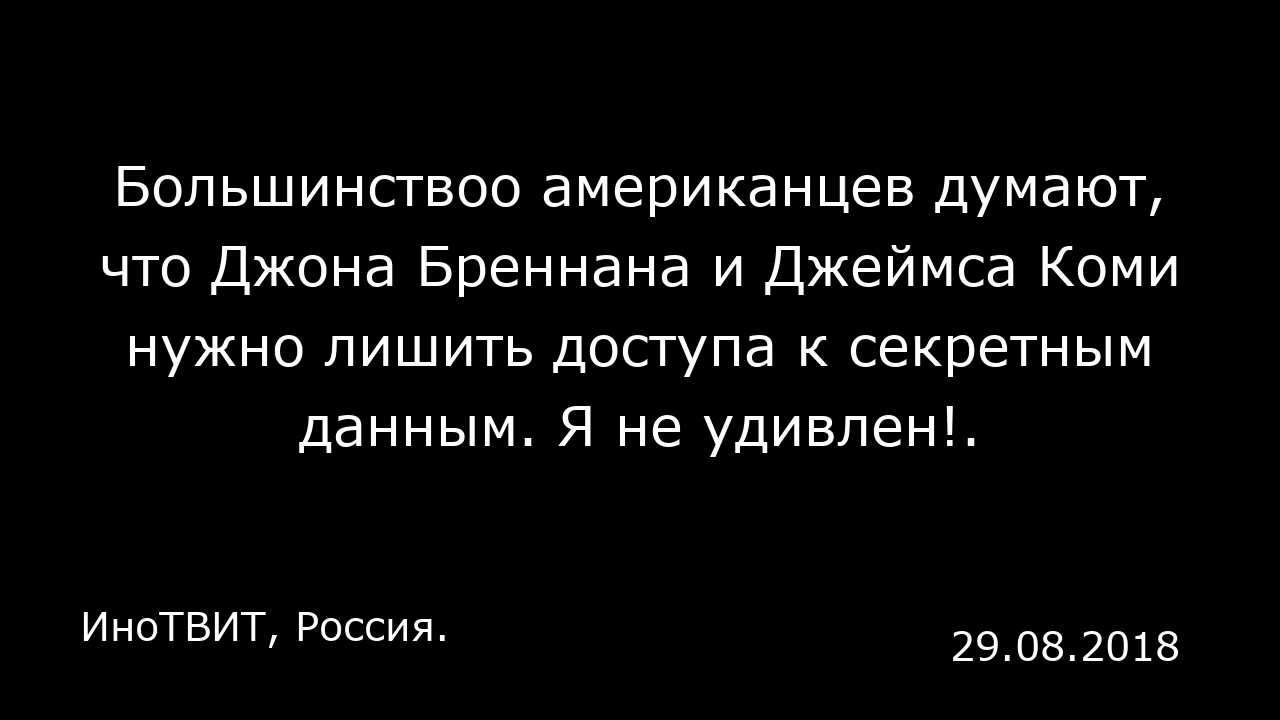 Большинствоо американцев думают,
что Джона Бреннана и Джеймса Коми
нужно лишить доступа к секретным
данным. Я не удивлен!.
ИноТВИТ, Россия.
29.08.2018